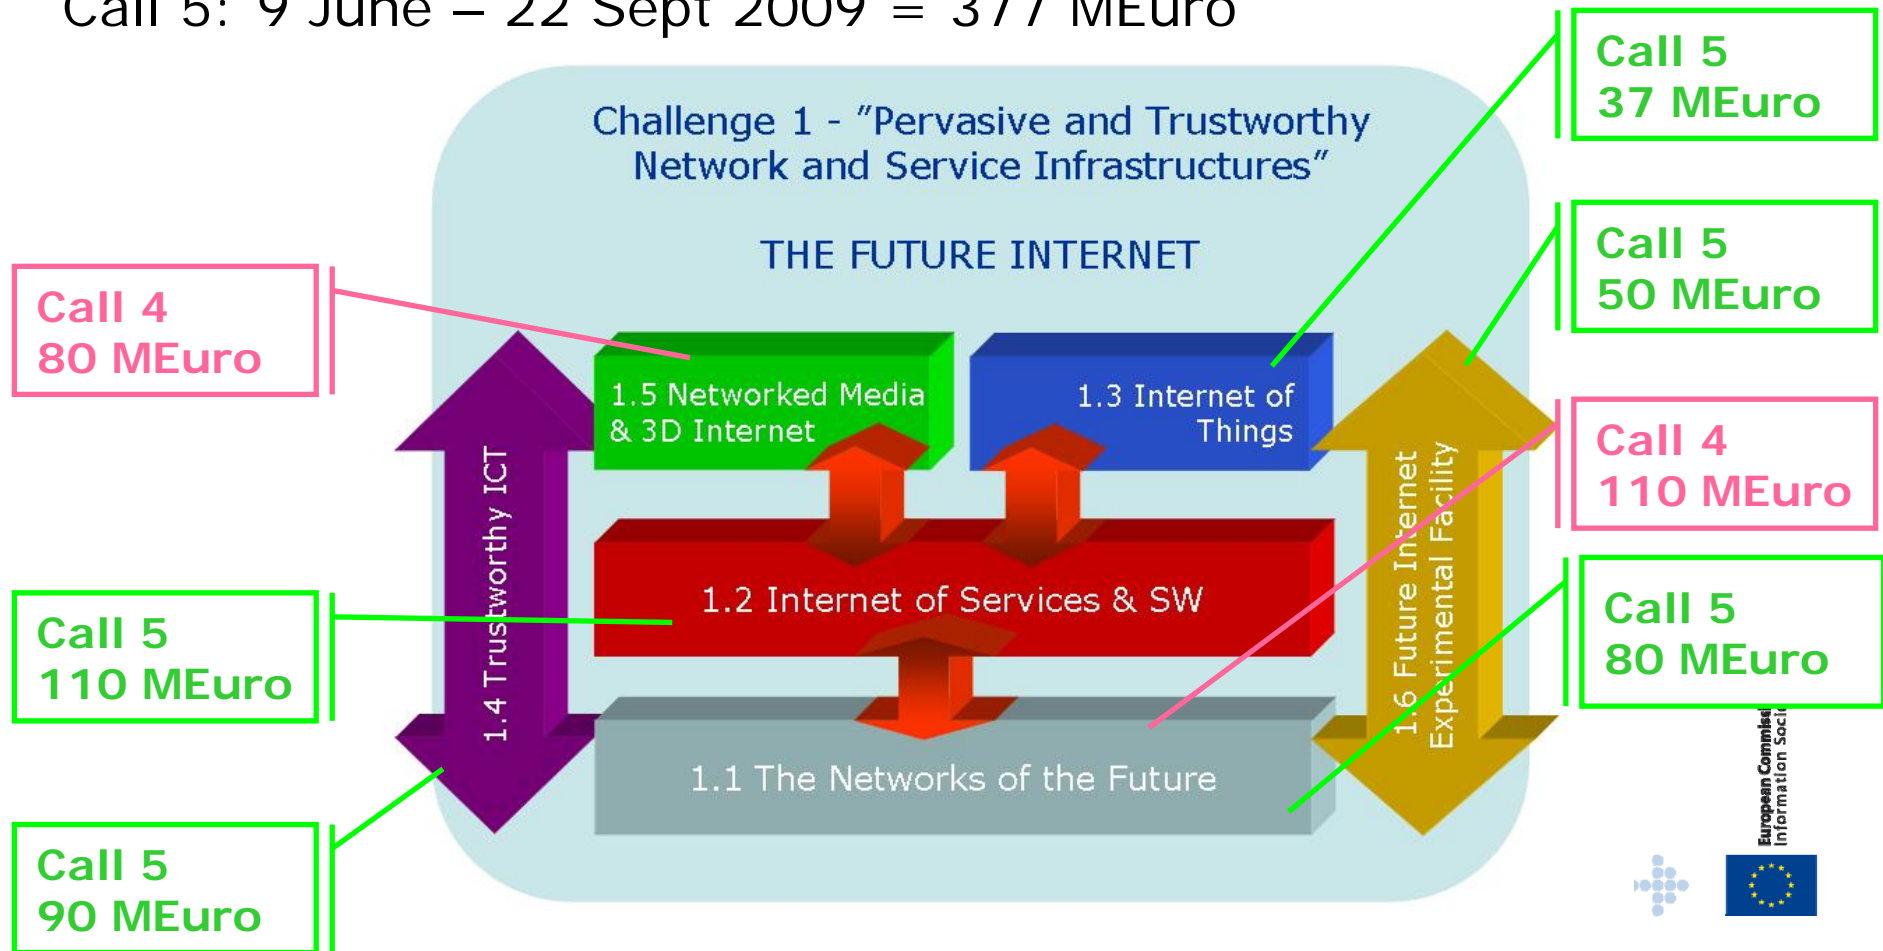 Call 5: 9 June – 22 Sept 2009 = 377 MEuro
Challenge 1 - "Pervasive and Trustworthy
Network and Service Infrastructures"
THE FUTURE INTERNET
Call 5
37 MEuro
Call 5
50 MEuro
Call 4
80 MEuro
Call 4
110 MEuro
Call 5
110 MEuro
Call 5
80 MEuro
Call 5
90 MEuro
1.5 Networked Media
& 3D Internet
1.3 Internet of
Things
1.4 Trustworthy ICT
1.2 Internet of Services & SW
1.6 Future Internet
Experimental Facility
1.1 The Networks of the Future
European
Information